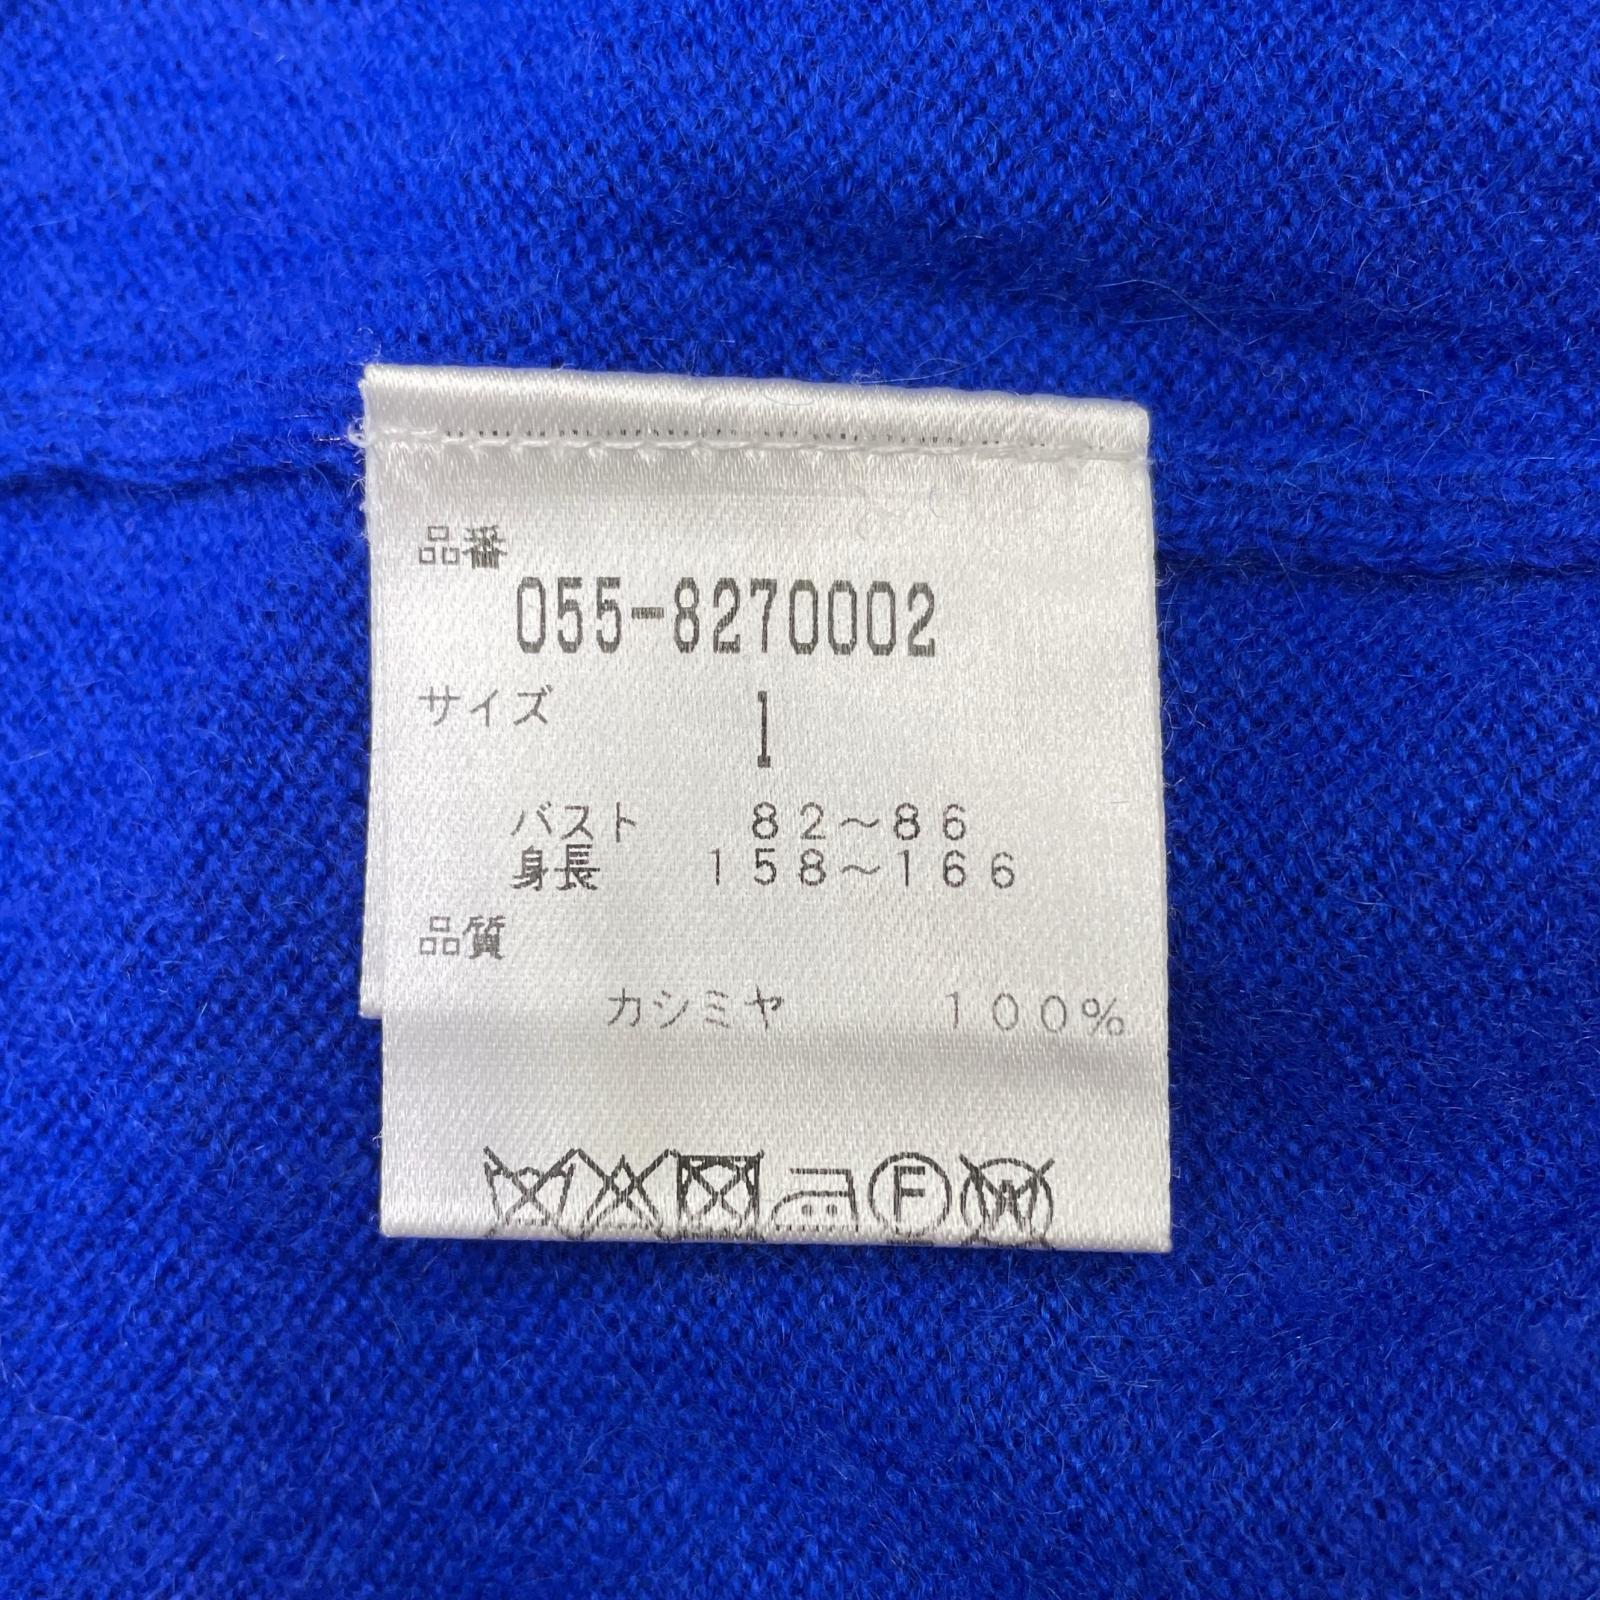 品番
055-8270002
サイズ 1
バスト 82～86
身長 158～166
品質
カシミヤ 100%
F W